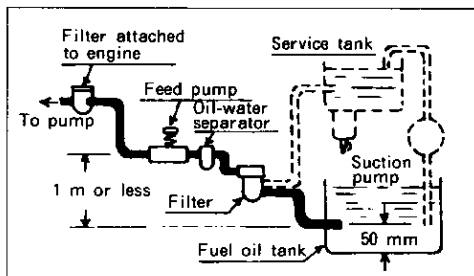 Filter attached
to engine
To pump
Feed pump
Oil-water
separator
Service tank
1 m or less
Filter
Suction
pump
50 mm
Fuel oil tank